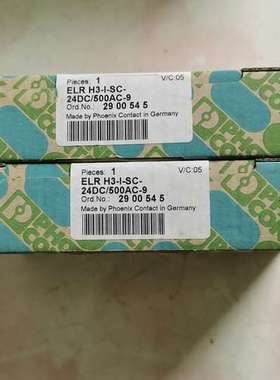 Pieces: 1 V/C:05
ELR H3-I-SC-
24DC/500AC-9
Ord.No.: 29 00 54 5
Made by Phoenix Contact in Germany
Pieces: 1 V/C:05
ELR H3-I-SC-
24DC/500AC-9
Ord.No.: 29 00 54 5
Made by Phoenix Contact in Germany